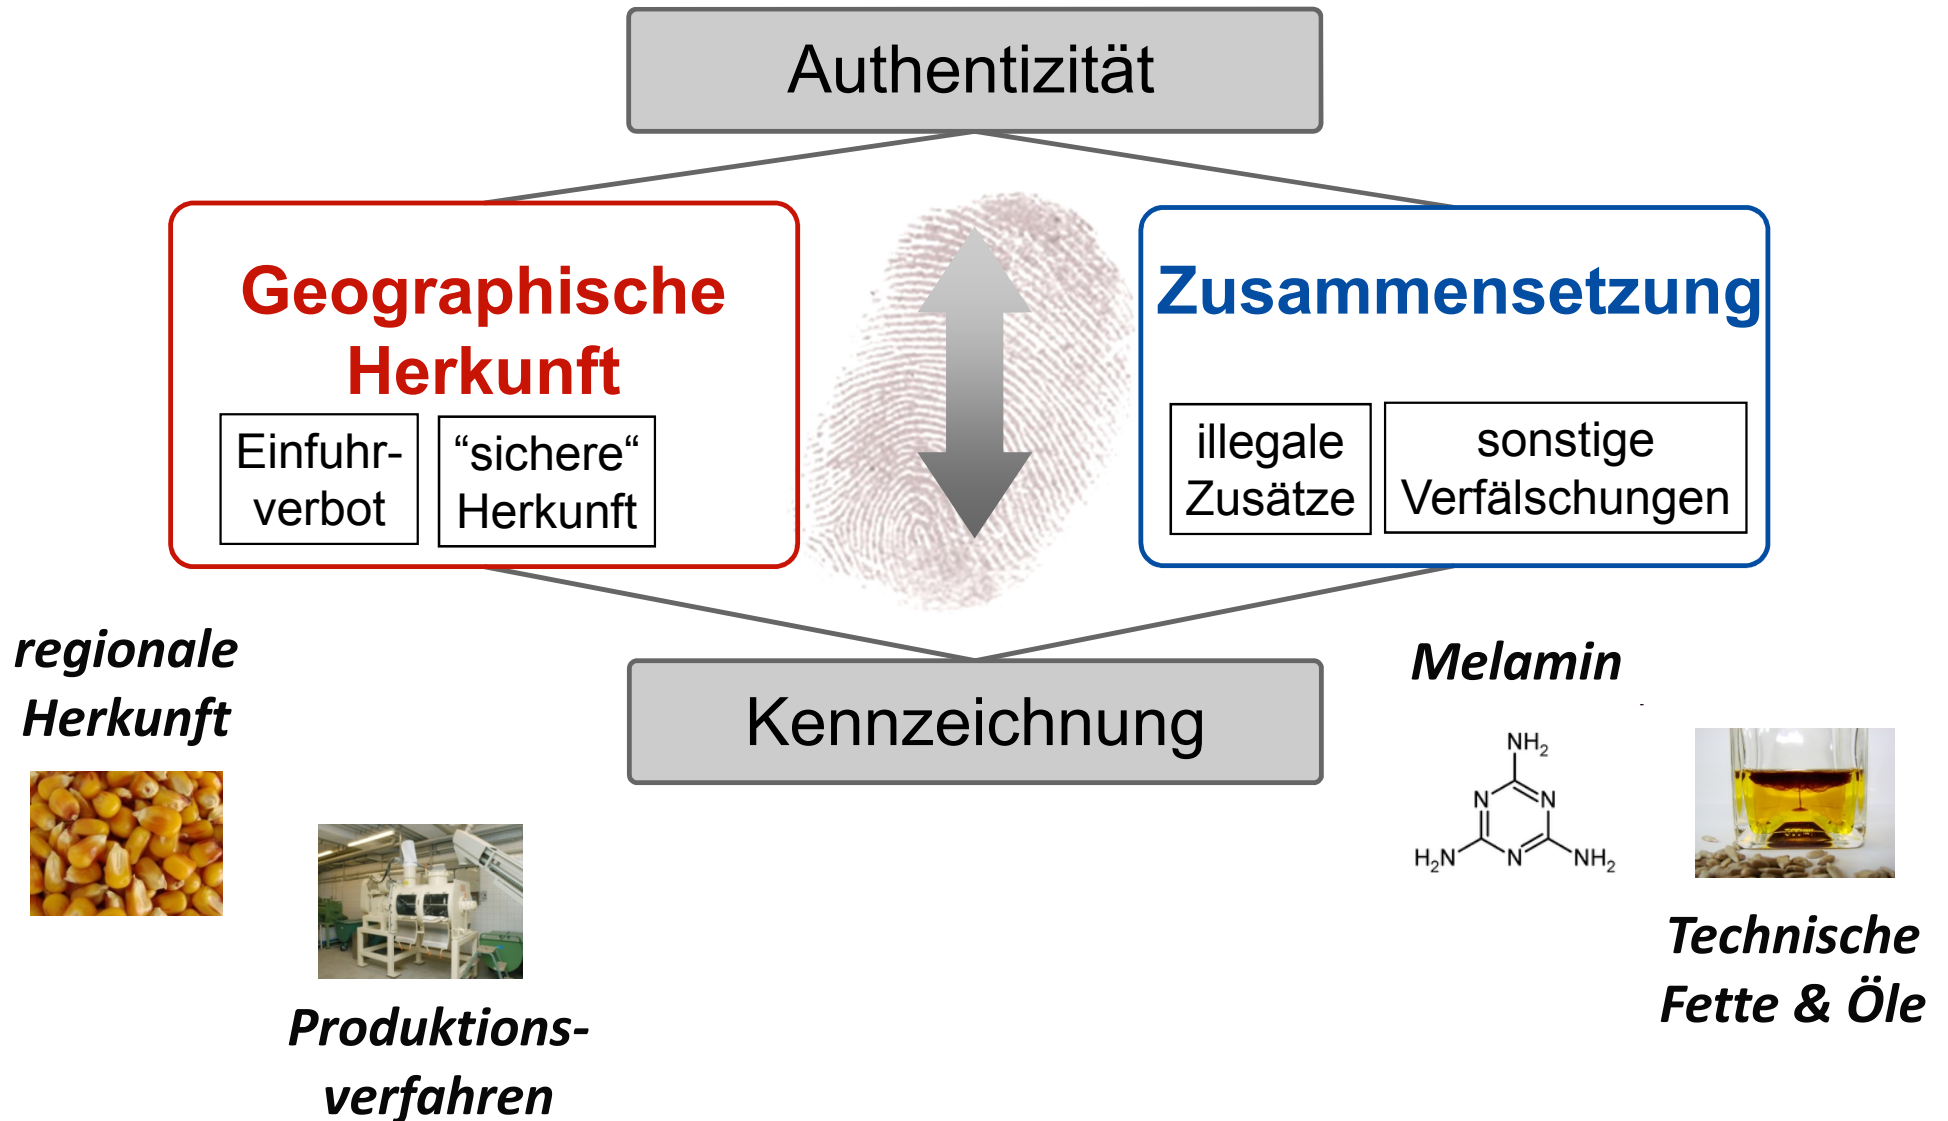 Authentizität
Geographische
Herkunft
Einfuhr-
verbot
“sichere“
Herkunft
Zusammensetzung
illegale
Zusätze
sonstige
Verfälschungen
regionale
Herkunft
Kennzeichnung
Melamin
-
NH2
N
N
H2N
N
NH2
Produktions-
verfahren
Technische
Fette & Öle